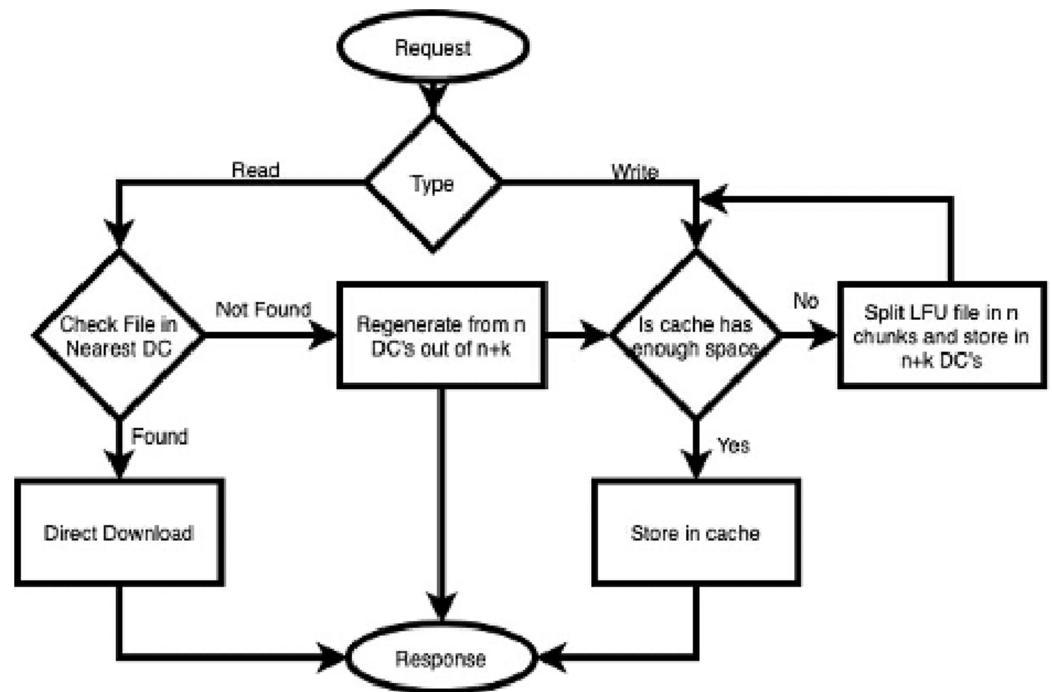 Request
Type
Read
Write
Check File in
Nearest DC
Not Found
Regenerate from n
DC's out of n+k
Is cache has
enough space
No
Split LFU file in n
chunks and store in
n+k DC's
Found
Yes
Direct Download
Store in cache
Response